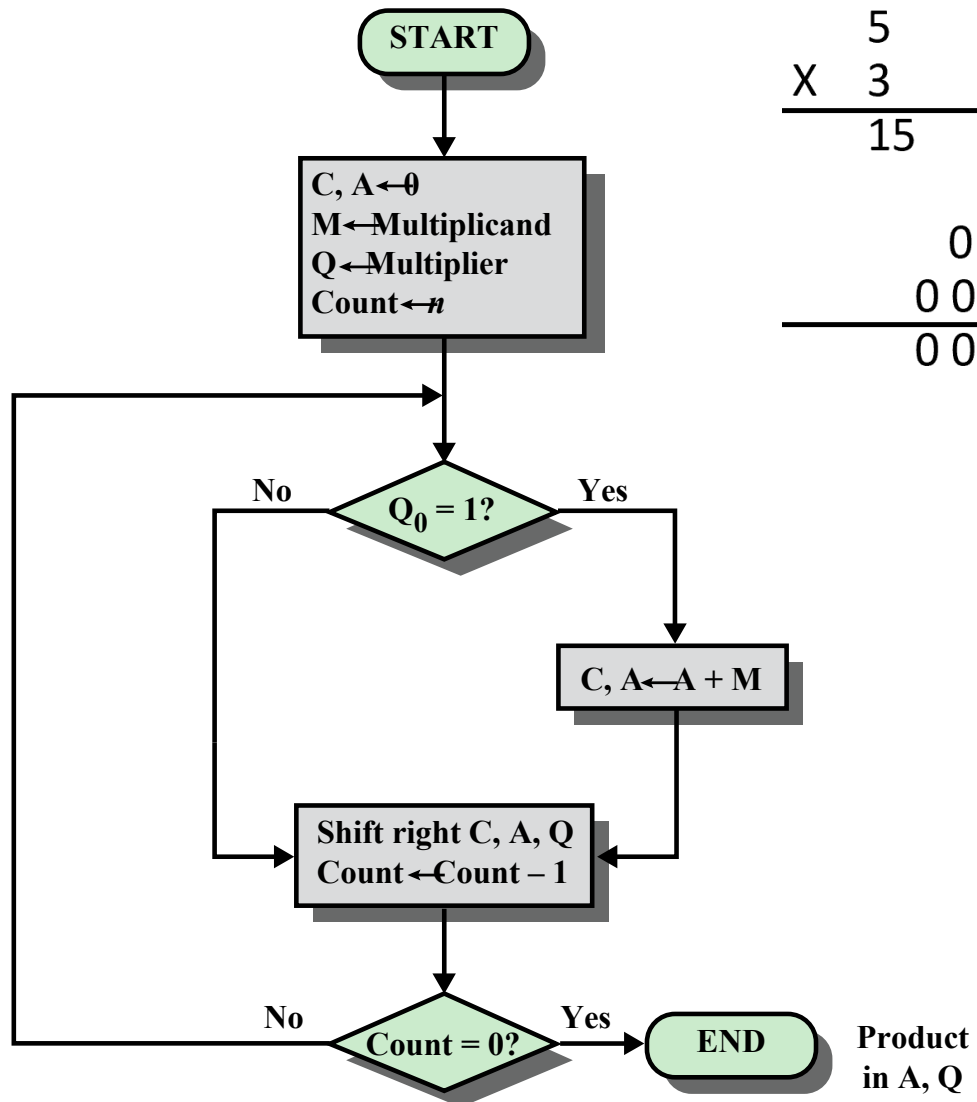 START
5
X 3
15
C, A←0
M←Multiplicand
Q←Multiplier
Count←n
0
0 0
0 0
No
Q0 = 1?
Yes
C, A←A + M
Shift right C, A, Q
Count←Count – 1
No
Count = 0?
Yes
END
Product
in A, Q